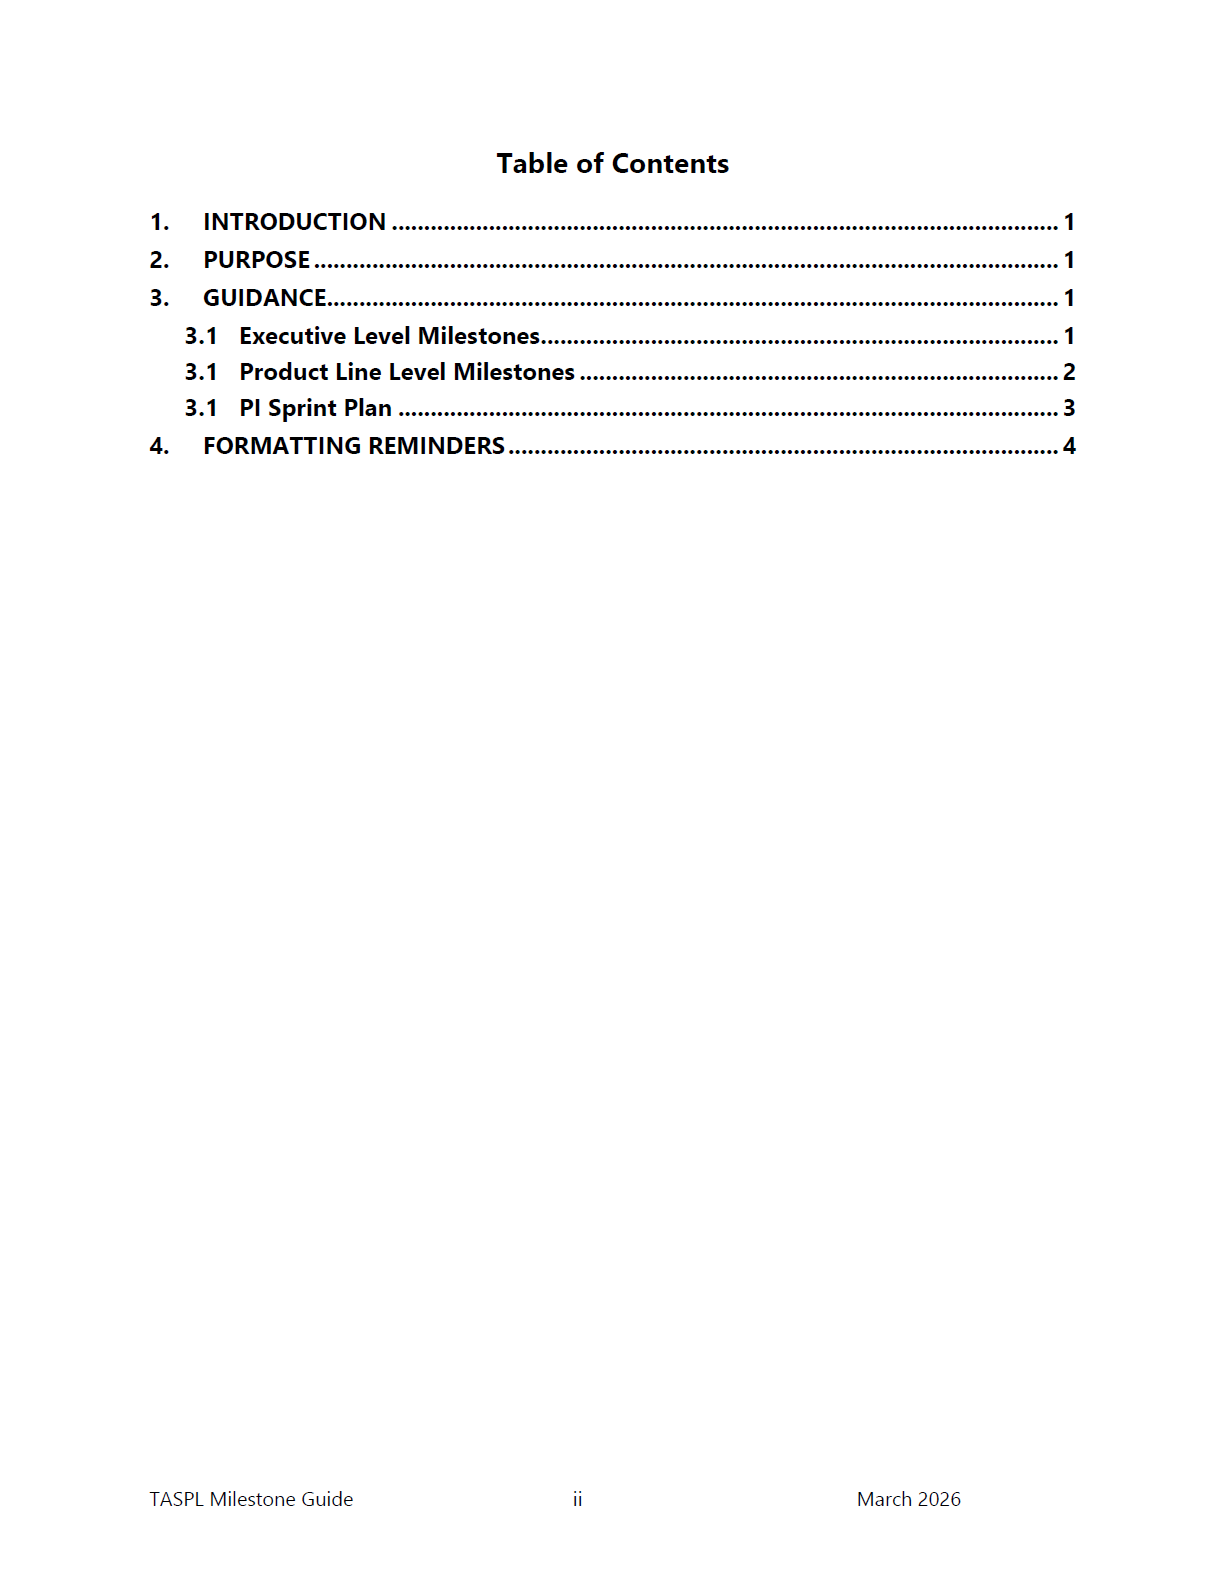 Table of Contents
1. INTRODUCTION ........................................................................................................ 1
2. PURPOSE .................................................................................................................... 1
3. GUIDANCE.................................................................................................................. 1
3.1 Executive Level Milestones................................................................................ 1
3.1 Product Line Level Milestones .......................................................................... 2
3.1 PI Sprint Plan ...................................................................................................... 3
4. FORMATTING REMINDERS ...................................................................................... 4
TASPL Milestone Guide ii March 2026